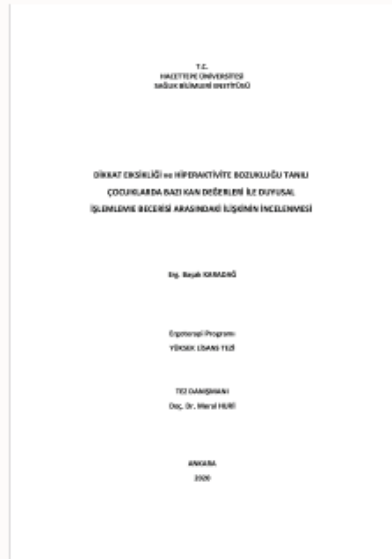 T.C.
HACETTEPE ÜNİVERSİTESİ
SAĞLIK BİLİMLERİ ENSTİTÜSÜ
DİKKAT EKSİKLİĞİ ve HİPERAKTİVİTE BOZUKLUĞU TANILI
ÇOCUKLARDA BAZI KAN DEĞERLERİ İLE DUYUSAL
İŞLEMLEME BECERİSİ ARASINDAKİ İLİŞKİNİN İNCELENMESİ
Erg. Başak KARADAĞ
Ergoterapi Programı
YÜKSEK LİSANS TEZİ
TEZ DANIŞMANI
Doç. Dr. Meral HURİ
ANKARA
2020